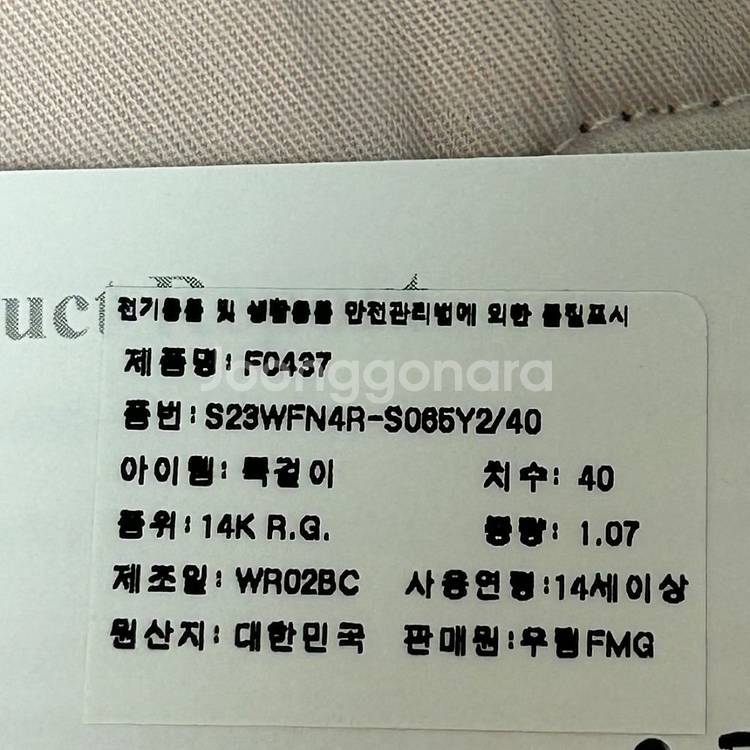 uct
전기용품 및 생활용품 안전관리법에 의한 품질표시
제품명: F0437
Joonggonara
품번: S23WFN4R-S065Y2/40
아이템: 목걸이 치수: 40
품위: 14K R.G. 중량: 1.07
제조일: WR02BC 사용연령:14세이상
원산지: 대한민국 판매원:우림FMG